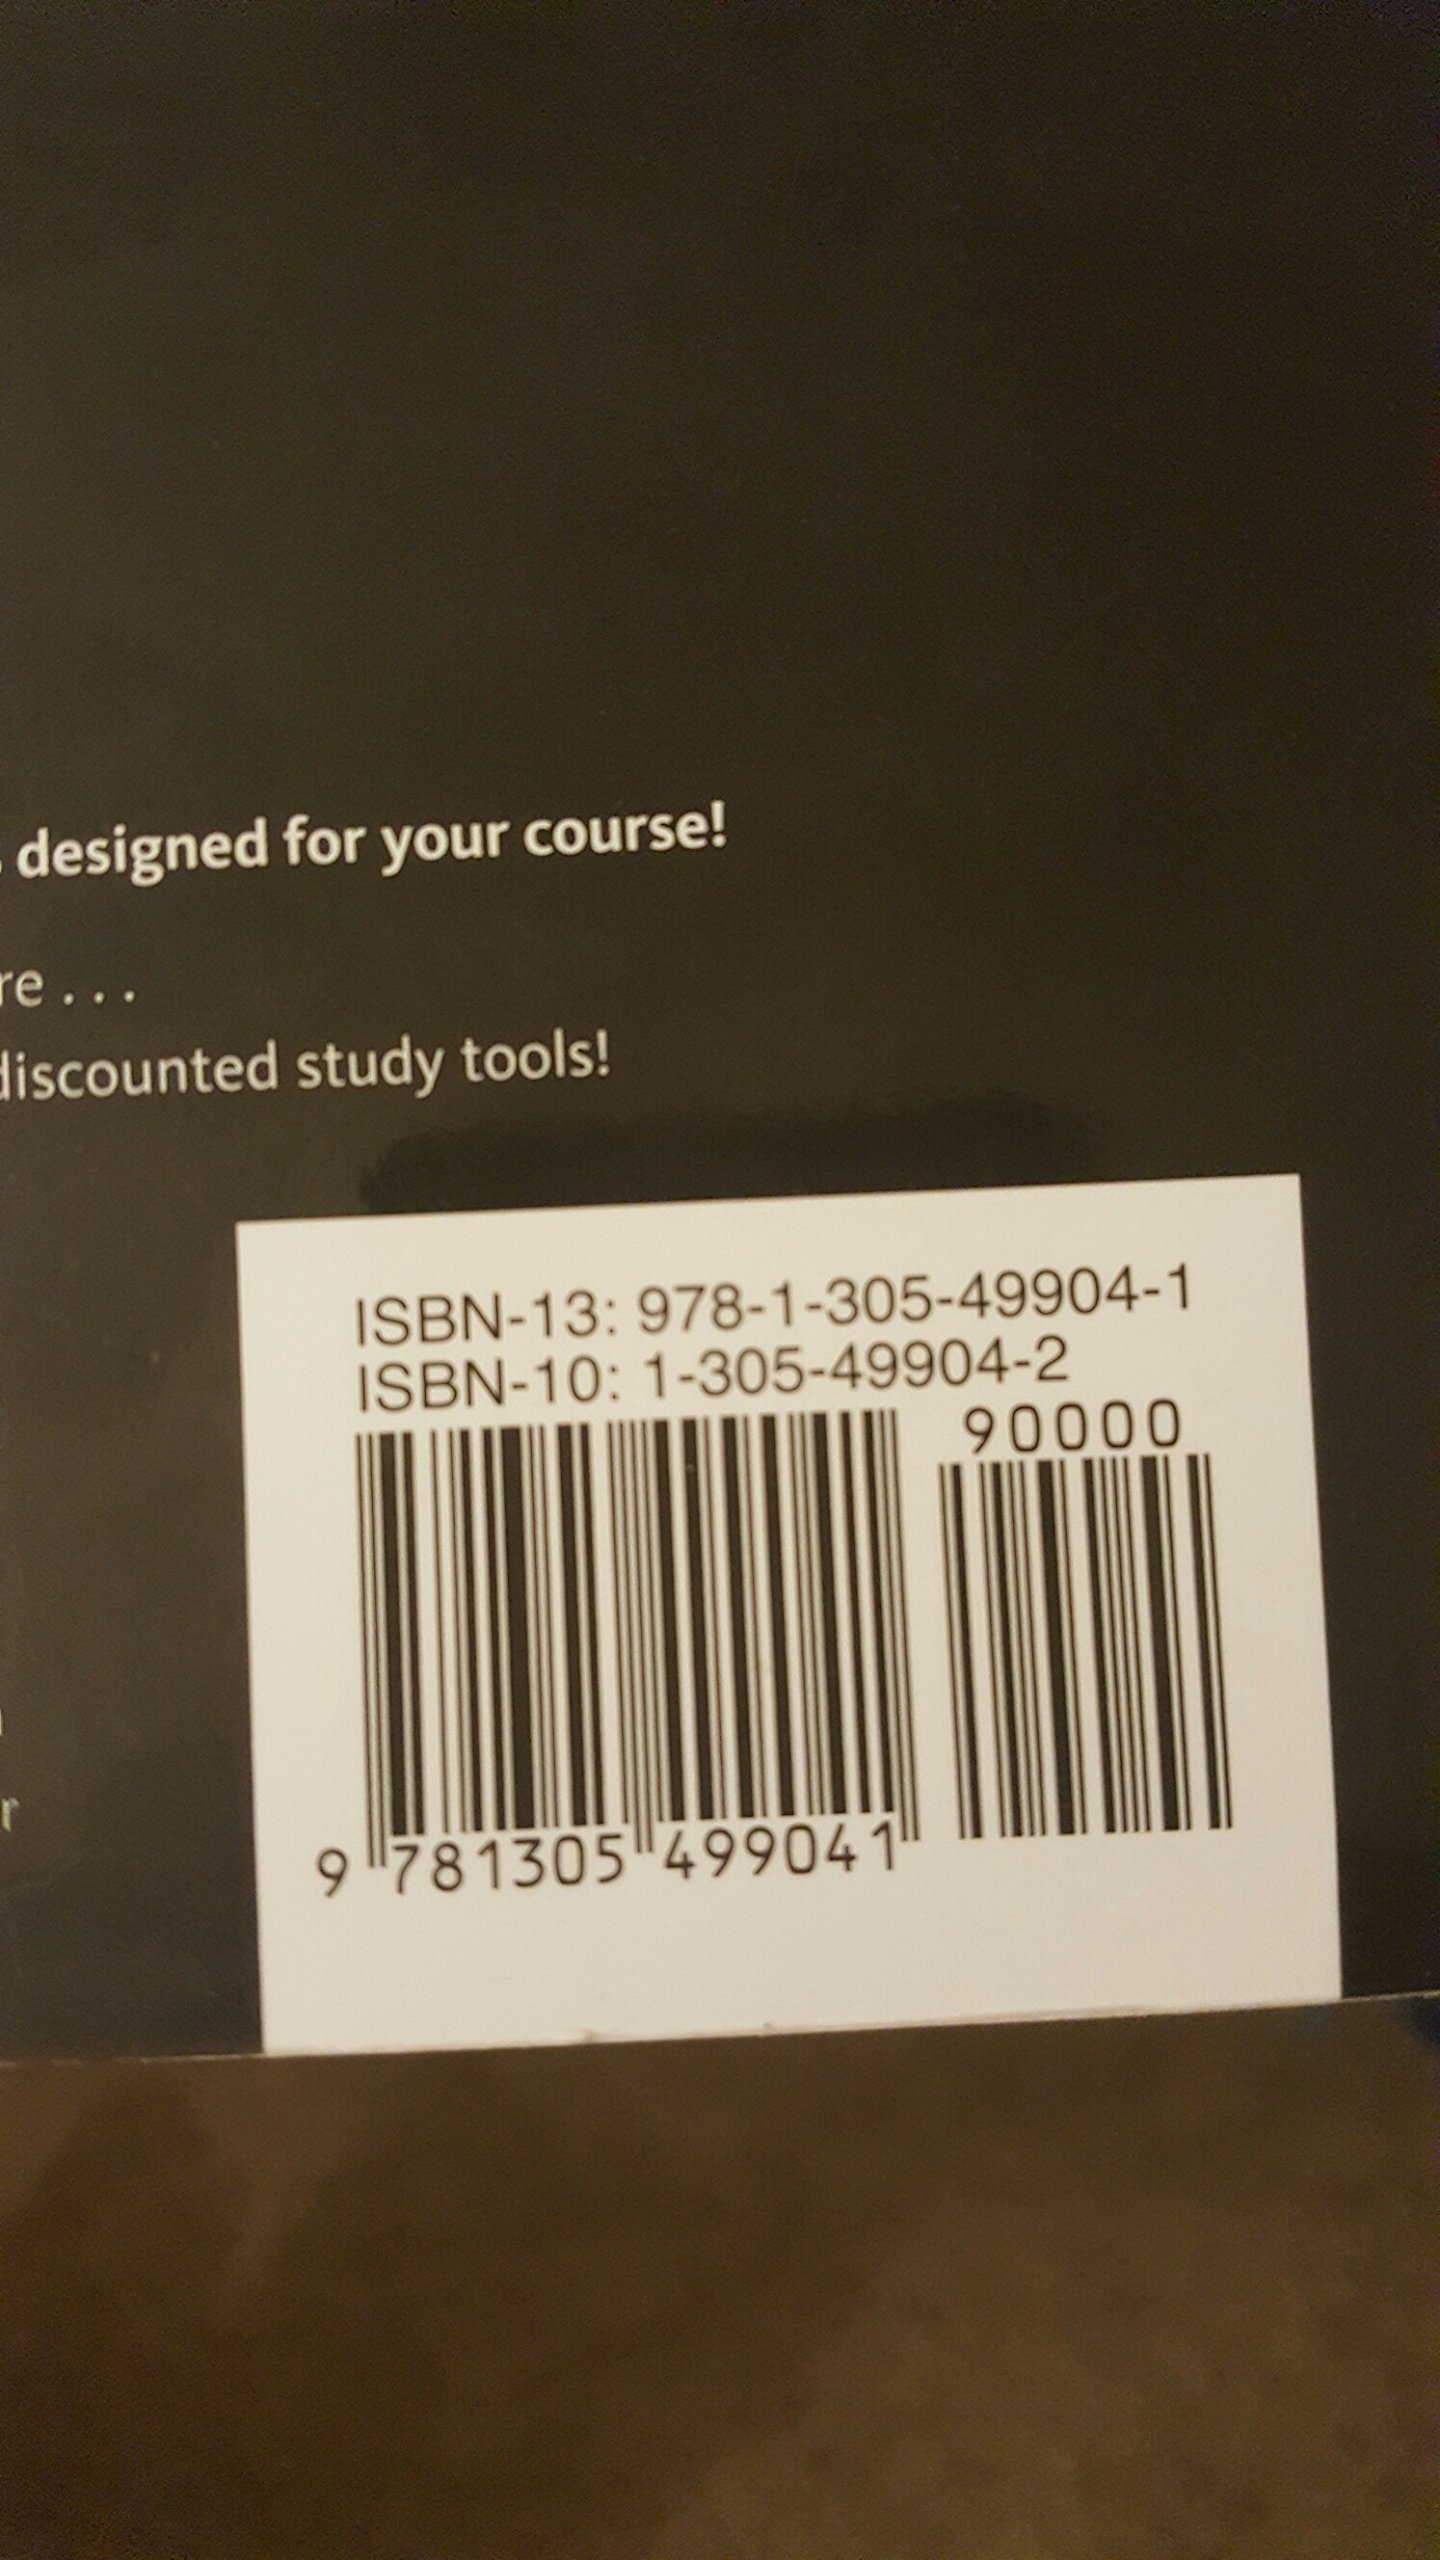 designed for your course!
re . . .
discounted study tools!
ISBN-13: 978-1-305-49904-1
ISBN-10: 1-305-49904-2
90000
9 781305 499041
r